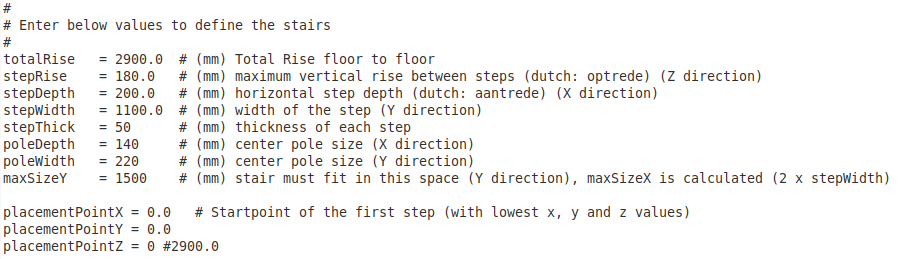 #
# Enter below values to define the stairs
#
totalRise   = 2900.0  # (mm) Total Rise floor to floor
stepRise    = 180.0   # (mm) maximum vertical rise between steps (dutch: optrede) (Z direction)
stepDepth   = 200.0   # (mm) horizontal step depth (dutch: aantrede) (X direction)
stepWidth   = 1100.0  # (mm) width of the step (Y direction)
stepThick   = 50      # (mm) thickness of each step
poleDepth   = 140     # (mm) center pole size (X direction)
poleWidth   = 220     # (mm) center pole size (Y direction)
maxSizeY    = 1500    # (mm) stair must fit in this space (Y direction), maxSizeX is calculated (2 x stepWidth)

placementPointX = 0.0   # Startpoint of the first step (with lowest x, y and z values)
placementPointY = 0.0
placementPointZ = 0 #2900.0